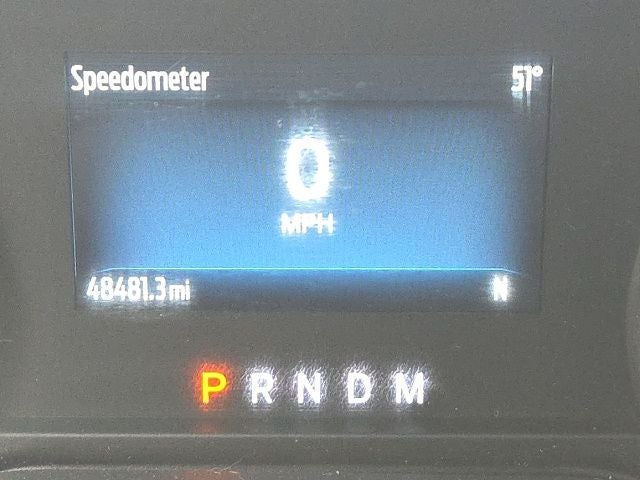 Speedometer 51°
0
MPH
48481.3 mi N
P R N D M